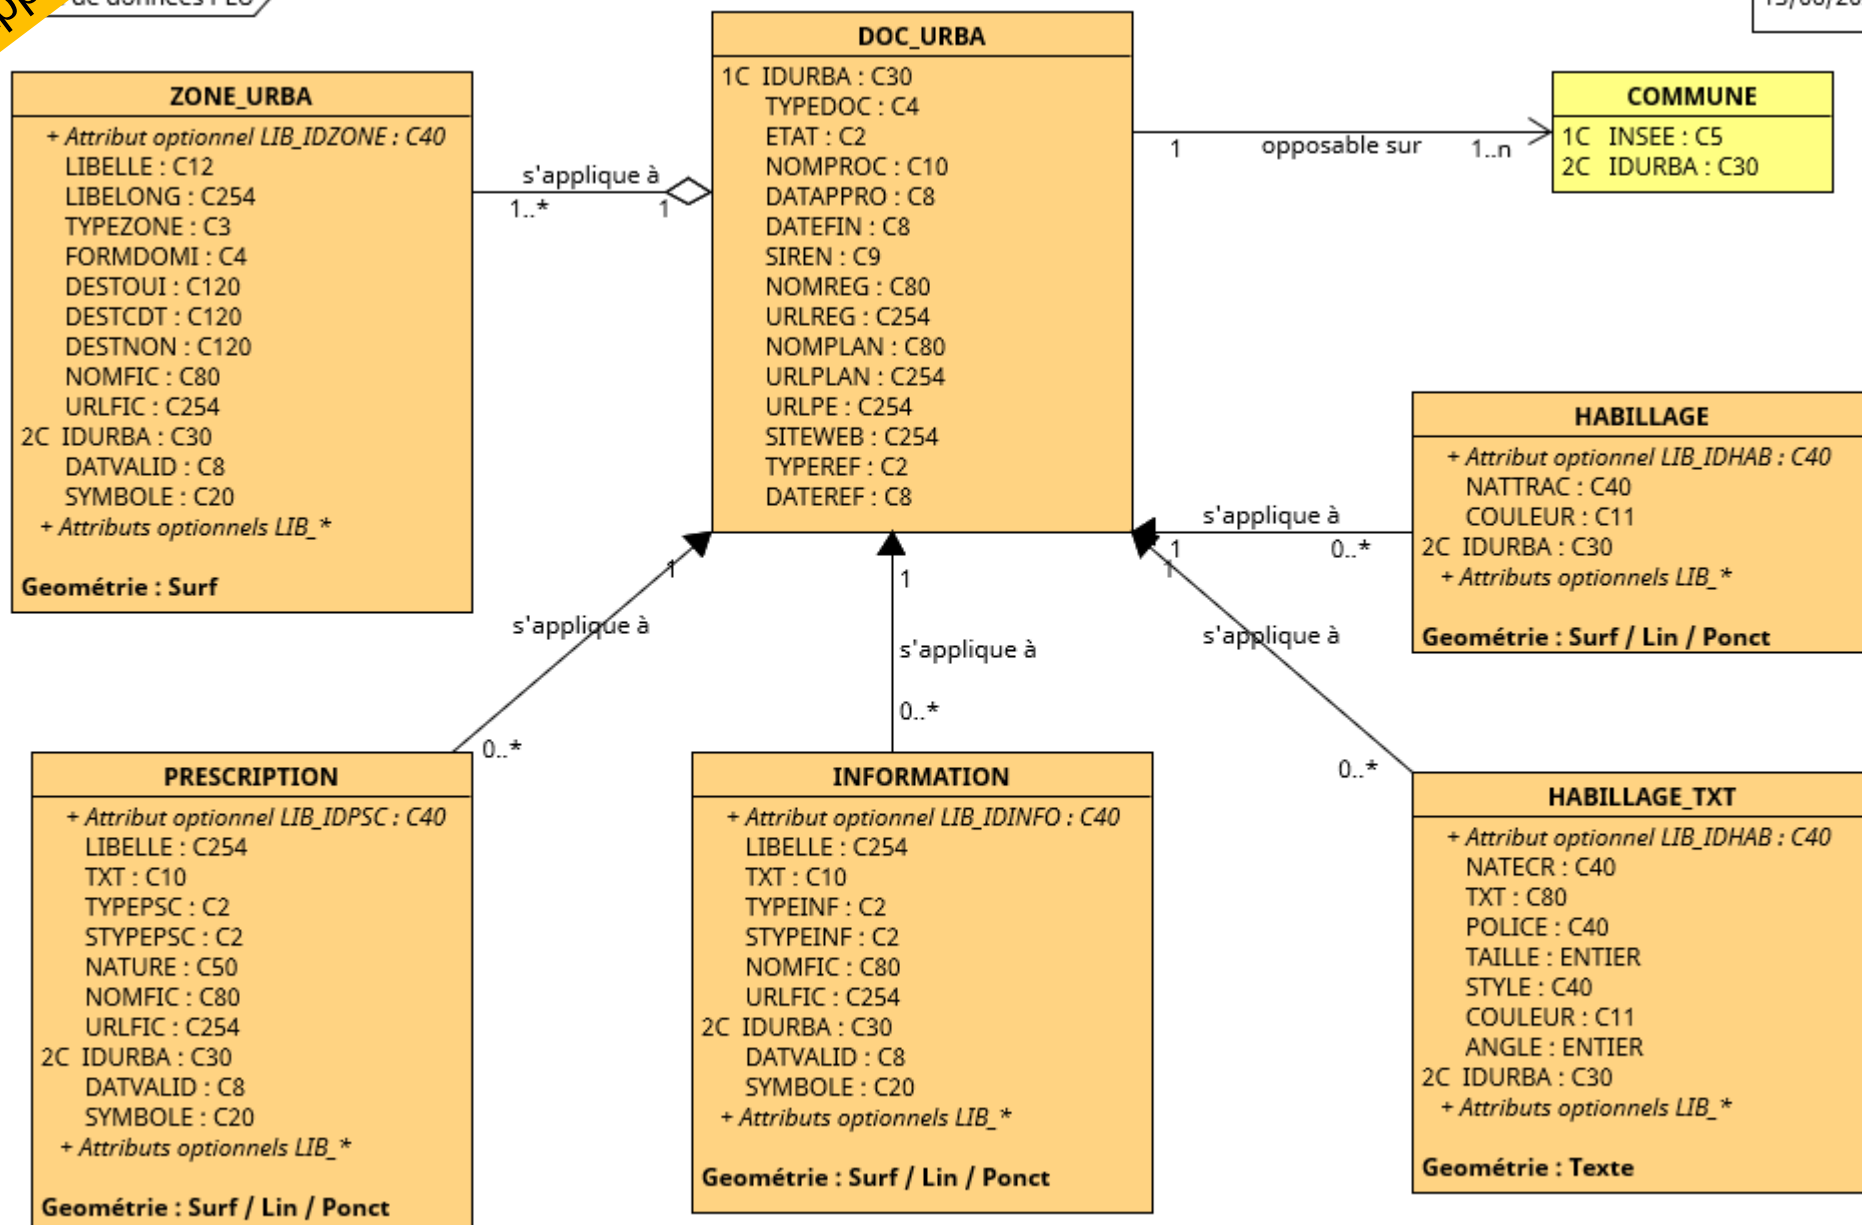 de données PLU
DOC_URBA
1C IDURBA : C30
TYPEDOC : C4
ETAT : C2
NOMPROC : C10
DATAPPRO : C8
DATEFIN : C8
SIREN : C9
NOMREG : C80
URLREG : C254
NOMPLAN : C80
URLPLAN : C254
URLPE : C254
SITEWEB : C254
TYPEREF : C2
DATEREF : C8
ZONE_URBA
+ Attribut optionnel LIB_IDZONE : C40
LIBELLE : C12
LIBELONG : C254
TYPEZONE : C3
FORMDOMI : C4
DESTOUI : C120
DESTCDT : C120
DESTNON : C120
NOMFIC : C80
URLFIC : C254
2C IDURBA : C30
DATVALID : C8
SYMBOLE : C20
+ Attributs optionnels LIB_*
Geométrie : Surf
s'applique à
1..* 1
COMMUNE
1C INSEE : C5
2C IDURBA : C30
1 opposable sur 1..n
HABILLAGE
+ Attribut optionnel LIB_IDHAB : C40
NATTRAC : C40
COULEUR : C11
2C IDURBA : C30
+ Attributs optionnels LIB_*
Geométrie : Surf / Lin / Ponct
s'applique à
1 0..*
1
s'applique à
0..*
1
s'applique à
0..*
1
s'applique à
0..*
PRESCRIPTION
+ Attribut optionnel LIB_IDPSC : C40
LIBELLE : C254
TXT : C10
TYPEPSC : C2
STYPEPSC : C2
NATURE : C50
NOMFIC : C80
URLFIC : C254
2C IDURBA : C30
DATVALID : C8
SYMBOLE : C20
+ Attributs optionnels LIB_*
Geométrie : Surf / Lin / Ponct
INFORMATION
+ Attribut optionnel LIB_IDINFO : C40
LIBELLE : C254
TXT : C10
TYPEINF : C2
STYPEINF : C2
NOMFIC : C80
URLFIC : C254
2C IDURBA : C30
DATVALID : C8
SYMBOLE : C20
+ Attributs optionnels LIB_*
Geométrie : Surf / Lin / Ponct
HABILLAGE_TXT
+ Attribut optionnel LIB_IDHAB : C40
NATECR : C40
TXT : C80
POLICE : C40
TAILLE : ENTIER
STYLE : C40
COULEUR : C11
ANGLE : ENTIER
2C IDURBA : C30
+ Attributs optionnels LIB_*
Geométrie : Texte